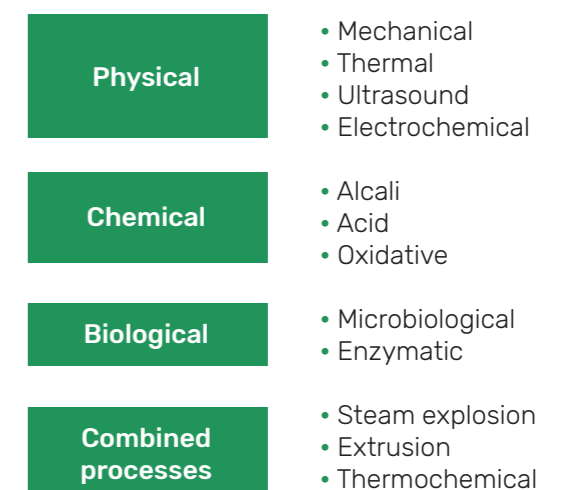 Physical
• Mechanical
• Thermal
• Ultrasound
• Electrochemical
Chemical
• Alcali
• Acid
• Oxidative
Biological
• Microbiological
• Enzymatic
Combined
processes
• Steam explosion
• Extrusion
• Thermochemical